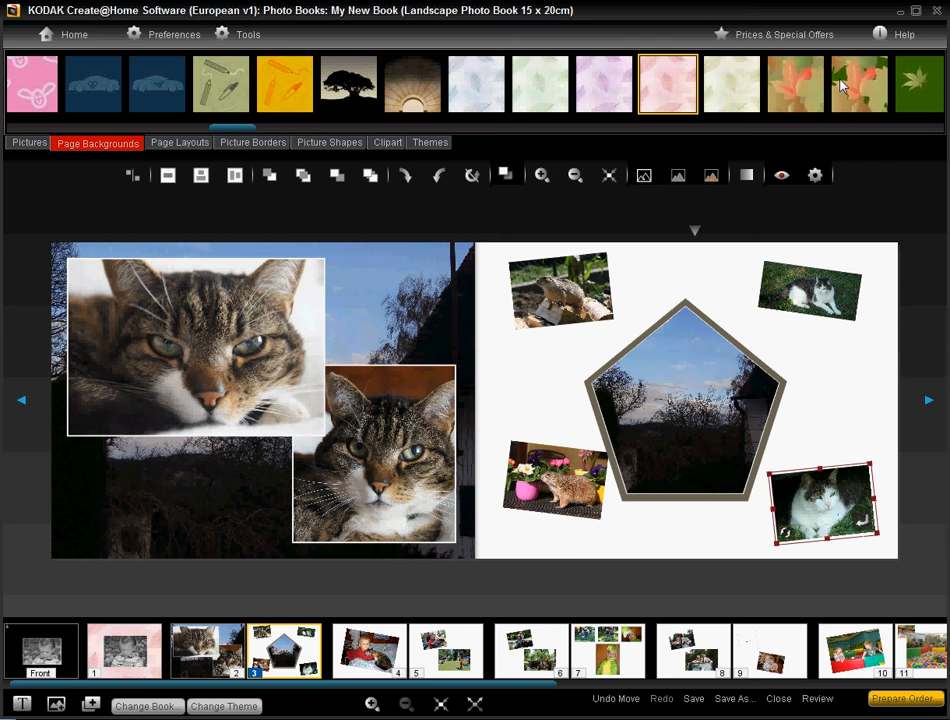 KODAK Create@Home Software (European v1): Photo Books: My New Book (Landscape Photo Book 15 x 20cm)
Home Preferences Tools Prices & Special Offers Help
Pictures Page Backgrounds Page Layouts Picture Borders Picture Shapes Clipart Themes
Front 1 2 3 4 5 6 7 8 9 10 11
T Change Book... Change Theme Undo Move Redo Save Save As... Close Review Prepare Order...